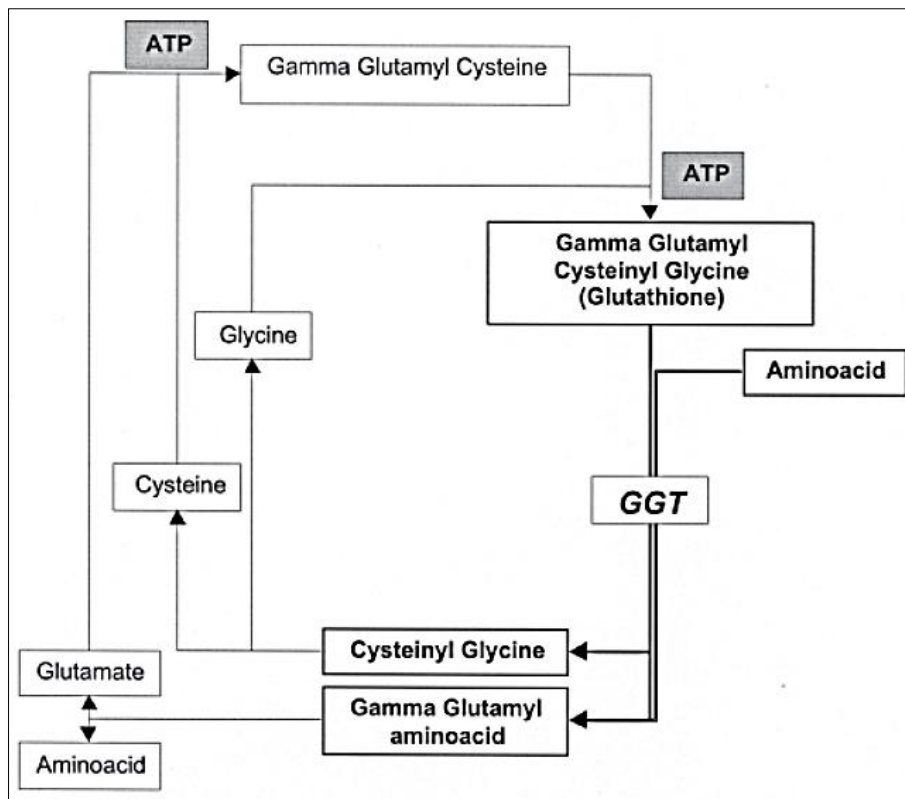 ATP
Gamma Glutamyl Cysteine
ATP
Gamma Glutamyl
Cysteinyl Glycine
(Glutathione)
Glycine
Aminoacid
Cysteine
GGT
Cysteinyl Glycine
Glutamate
Gamma Glutamyl
aminoacid
Aminoacid